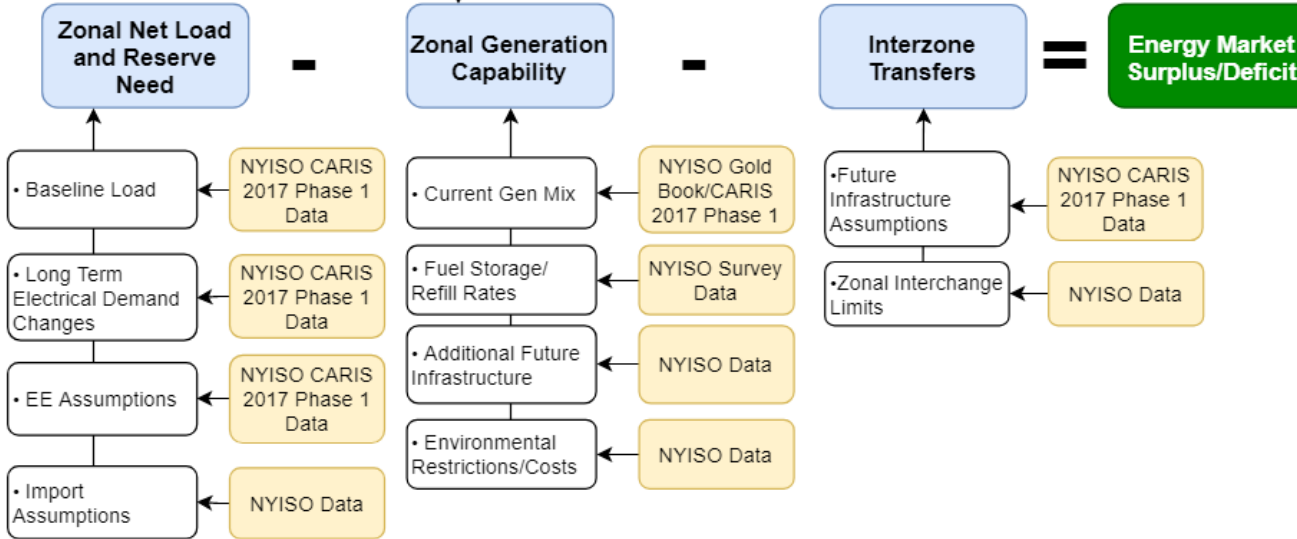 Zonal Net Load
and Reserve
Need
-
Zonal Generation
Capability
-
Interzone
Transfers
=
Energy Market
Surplus/Deficit
• Baseline Load
NYISO CARIS
2017 Phase 1
Data
• Long Term
Electrical Demand
Changes
NYISO CARIS
2017 Phase 1
Data
• EE Assumptions
NYISO CARIS
2017 Phase 1
Data
• Import
Assumptions
NYISO Data
• Current Gen Mix
NYISO Gold
Book/CARIS
2017 Phase 1
• Fuel Storage/
Refill Rates
NYISO Survey
Data
• Additional Future
Infrastructure
NYISO Data
• Environmental
Restrictions/Costs
NYISO Data
•Future
Infrastructure
Assumptions
NYISO CARIS
2017 Phase 1
Data
•Zonal Interchange
Limits
NYISO Data